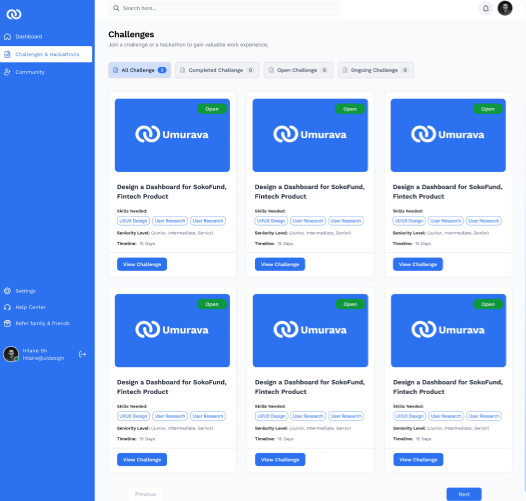 Search here...
Dashboard
Challenges & Hackathons
Community
Settings
Help Center
Refer family & friends
Hilaire Sh
hilaire@uidesign
Challenges
Join a challenge or a hackathon to gain valuable work experience,
All Challenge 0
Completed Challenge 0
Open Challenge 0
Ongoing Challenge 0
Open
Umurava
Design a Dashboard for SokoFund,
Fintech Product
Skills Needed:
UI/UX Design User Research User Research
Seniority Level: (Junior, Intermediate, Senior)
Timeline: 15 Days
View Challenge
Open
Umurava
Design a Dashboard for SokoFund,
Fintech Product
Skills Needed:
UI/UX Design User Research User Research
Seniority Level: (Junior, Intermediate, Senior)
Timeline: 15 Days
View Challenge
Open
Umurava
Design a Dashboard for SokoFund,
Fintech Product
Skills Needed:
UI/UX Design User Research User Research
Seniority Level: (Junior, Intermediate, Senior)
Timeline: 15 Days
View Challenge
Open
Umurava
Design a Dashboard for SokoFund,
Fintech Product
Skills Needed:
UI/UX Design User Research User Research
Seniority Level: (Junior, Intermediate, Senior)
Timeline: 15 Days
View Challenge
Open
Umurava
Design a Dashboard for SokoFund,
Fintech Product
Skills Needed:
UI/UX Design User Research User Research
Seniority Level: (Junior, Intermediate, Senior)
Timeline: 15 Days
View Challenge
Open
Umurava
Design a Dashboard for SokoFund,
Fintech Product
Skills Needed:
UI/UX Design User Research User Research
Seniority Level: (Junior, Intermediate, Senior)
Timeline: 15 Days
View Challenge
Previous
Next